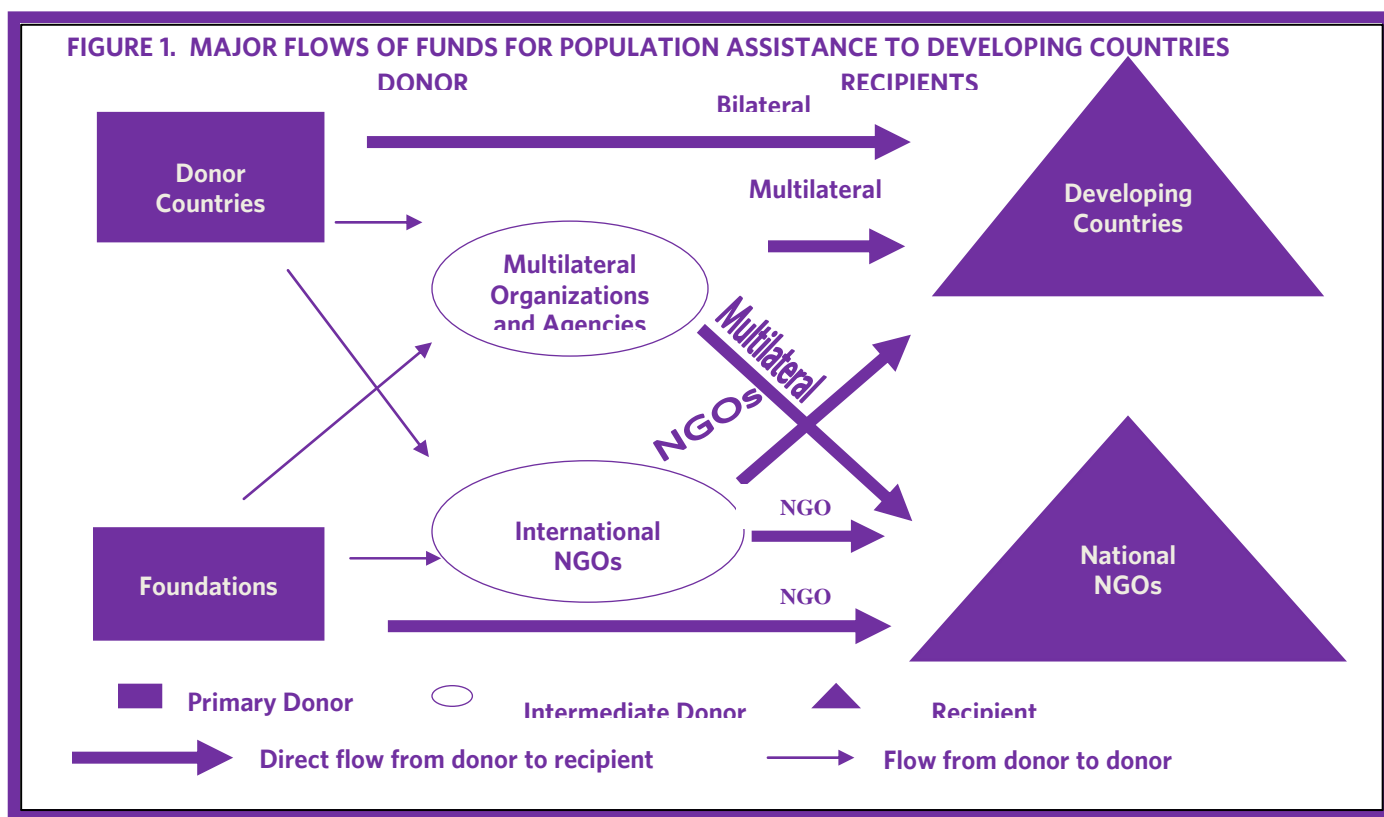 FIGURE 1. MAJOR FLOWS OF FUNDS FOR POPULATION ASSISTANCE TO DEVELOPING COUNTRIES
DONOR
RECIPIENTS
Bilateral
Donor
Countries
Multilateral
Developing
Countries
Multilateral
Organizations
and Agencies
Multilateral
NGOs
NGO
International
NGOs
National
NGOs
Foundations
NGO
Primary Donor
Intermediate Donor
Recipient
Direct flow from donor to recipient
Flow from donor to donor